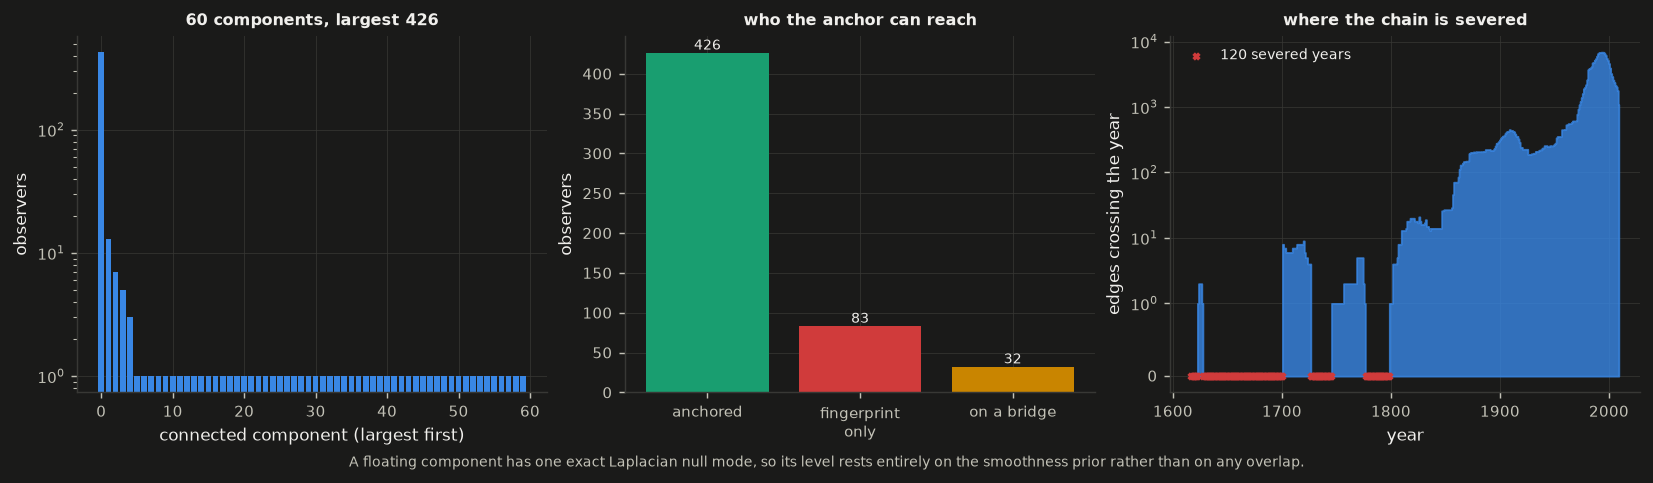 60 components, largest 426
observers
10^2
10^1
10^0
0 10 20 30 40 50 60
connected component (largest first)
who the anchor can reach
observers
400
350
300
250
200
150
100
50
0
426
83
32
anchored
fingerprint
only
on a bridge
where the chain is severed
120 severed years
edges crossing the year
10^4
10^3
10^2
10^1
10^0
0
1600 1700 1800 1900 2000
year
A floating component has one exact Laplacian null mode, so its level rests entirely on the smoothness prior rather than on any overlap.